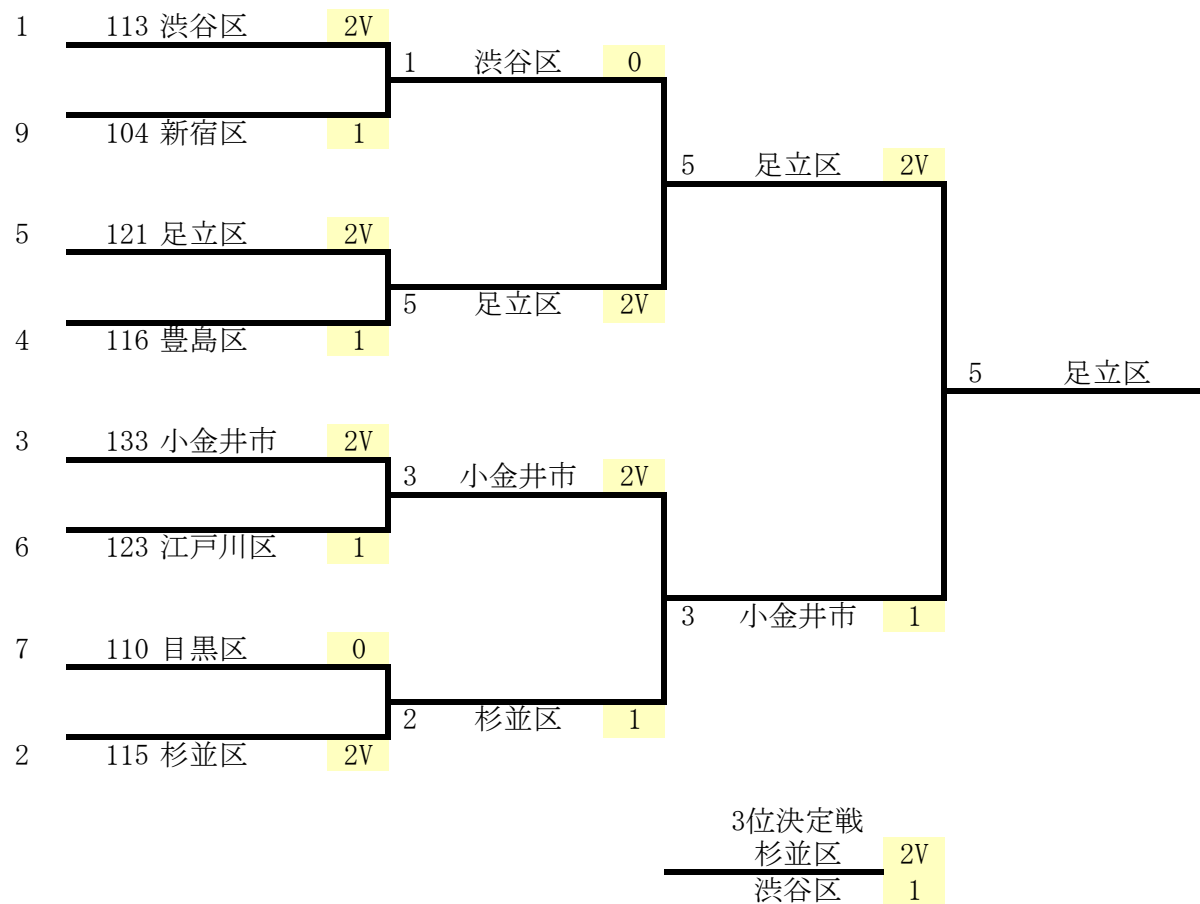 1 113 渋谷区 2V
1 渋谷区 0
9 104 新宿区 1
5 足立区 2V
5 121 足立区 2V
5 足立区 2V
4 116 豊島区 1
5 足立区
3 133 小金井市 2V
3 小金井市 2V
6 123 江戸川区 1
3 小金井市 1
7 110 目黒区 0
2 杉並区 1
2 115 杉並区 2V
3位決定戦
杉並区 2V
渋谷区 1